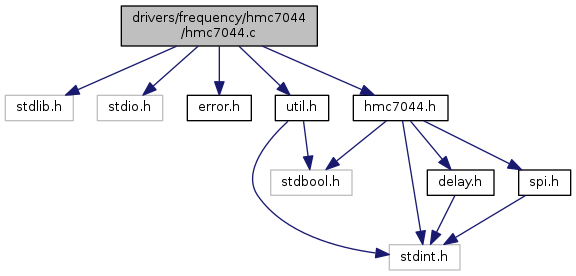 drivers/frequency/hmc7044
/hmc7044.c
stdlib.h
stdio.h
error.h
util.h
hmc7044.h
stdbool.h
delay.h
spi.h
stdint.h